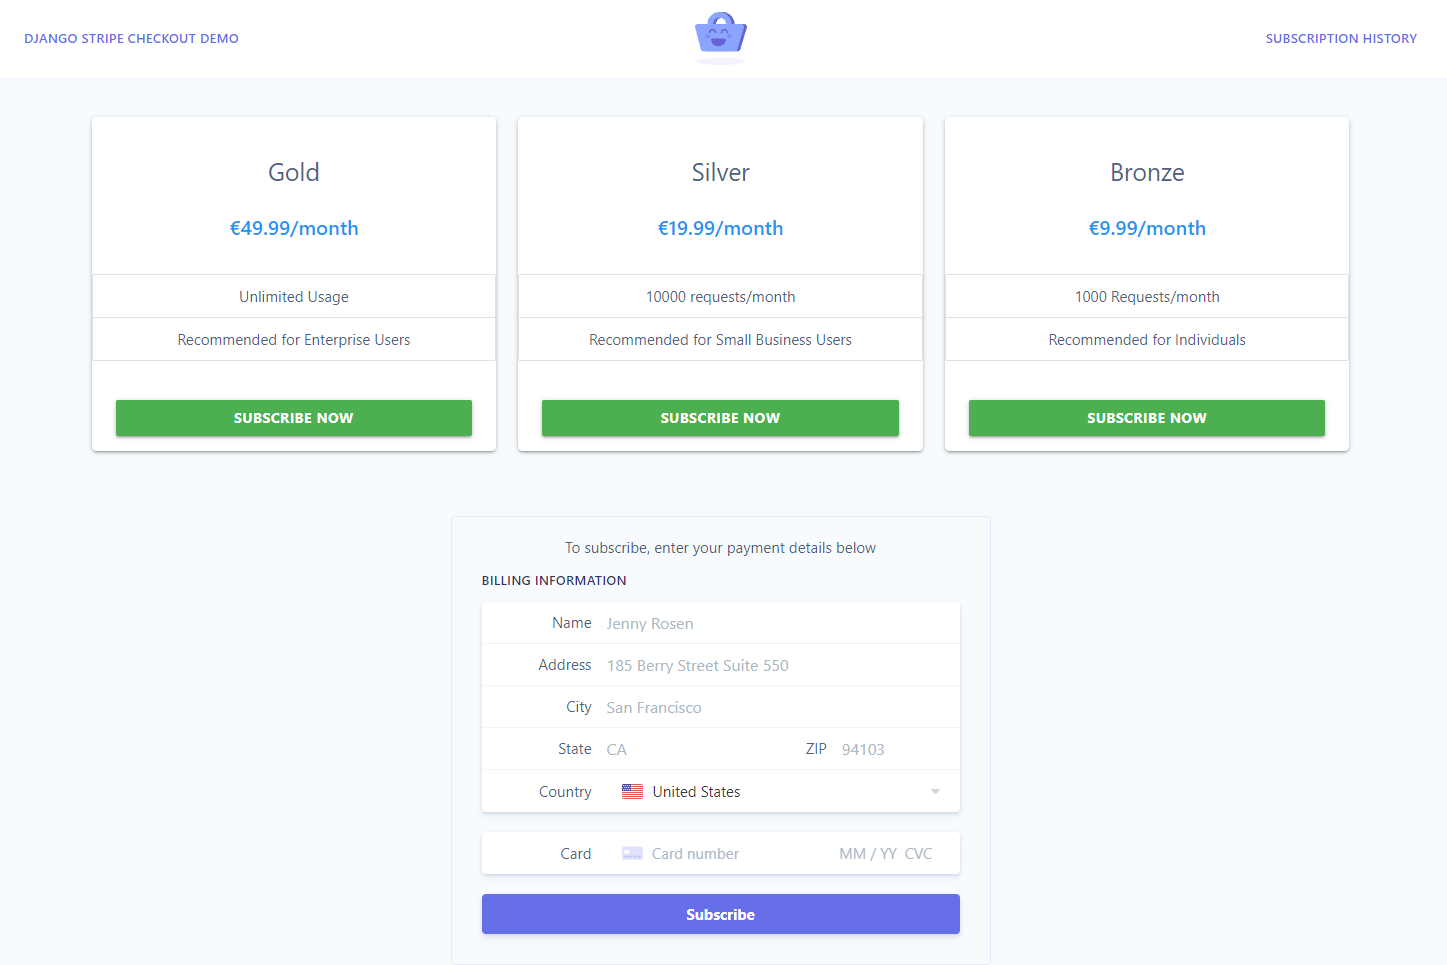 DJANGO STRIPE CHECKOUT DEMO
SUBSCRIPTION HISTORY
Gold
€49.99/month
Unlimited Usage
Recommended for Enterprise Users
SUBSCRIBE NOW
Silver
€19.99/month
10000 requests/month
Recommended for Small Business Users
SUBSCRIBE NOW
Bronze
€9.99/month
1000 Requests/month
Recommended for Individuals
SUBSCRIBE NOW
To subscribe, enter your payment details below
BILLING INFORMATION
Name Jenny Rosen
Address 185 Berry Street Suite 550
City San Francisco
State CA ZIP 94103
Country United States
Card Card number MM / YY CVC
Subscribe